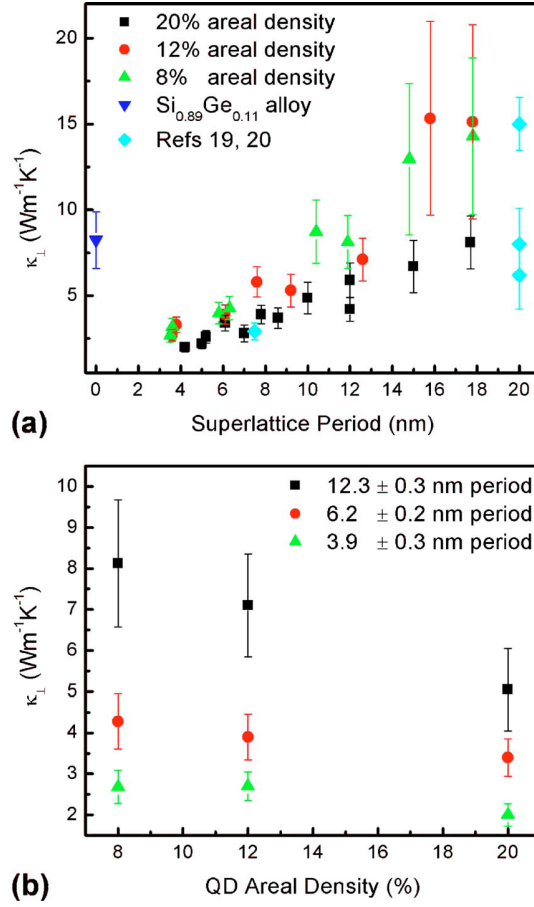 20% areal density
12% areal density
8% areal density
Si0.89Ge0.11 alloy
Refs 19, 20
κ⊥ (Wm-1K-1)
20
15
10
5
0 2 4 6 8 10 12 14 16 18 20
Superlattice Period (nm)
(a)
12.3 ± 0.3 nm period
6.2 ± 0.2 nm period
3.9 ± 0.3 nm period
κ⊥ (Wm-1K-1)
10
9
8
7
6
5
4
3
2
8 10 12 14 16 18 20
QD Areal Density (%)
(b)